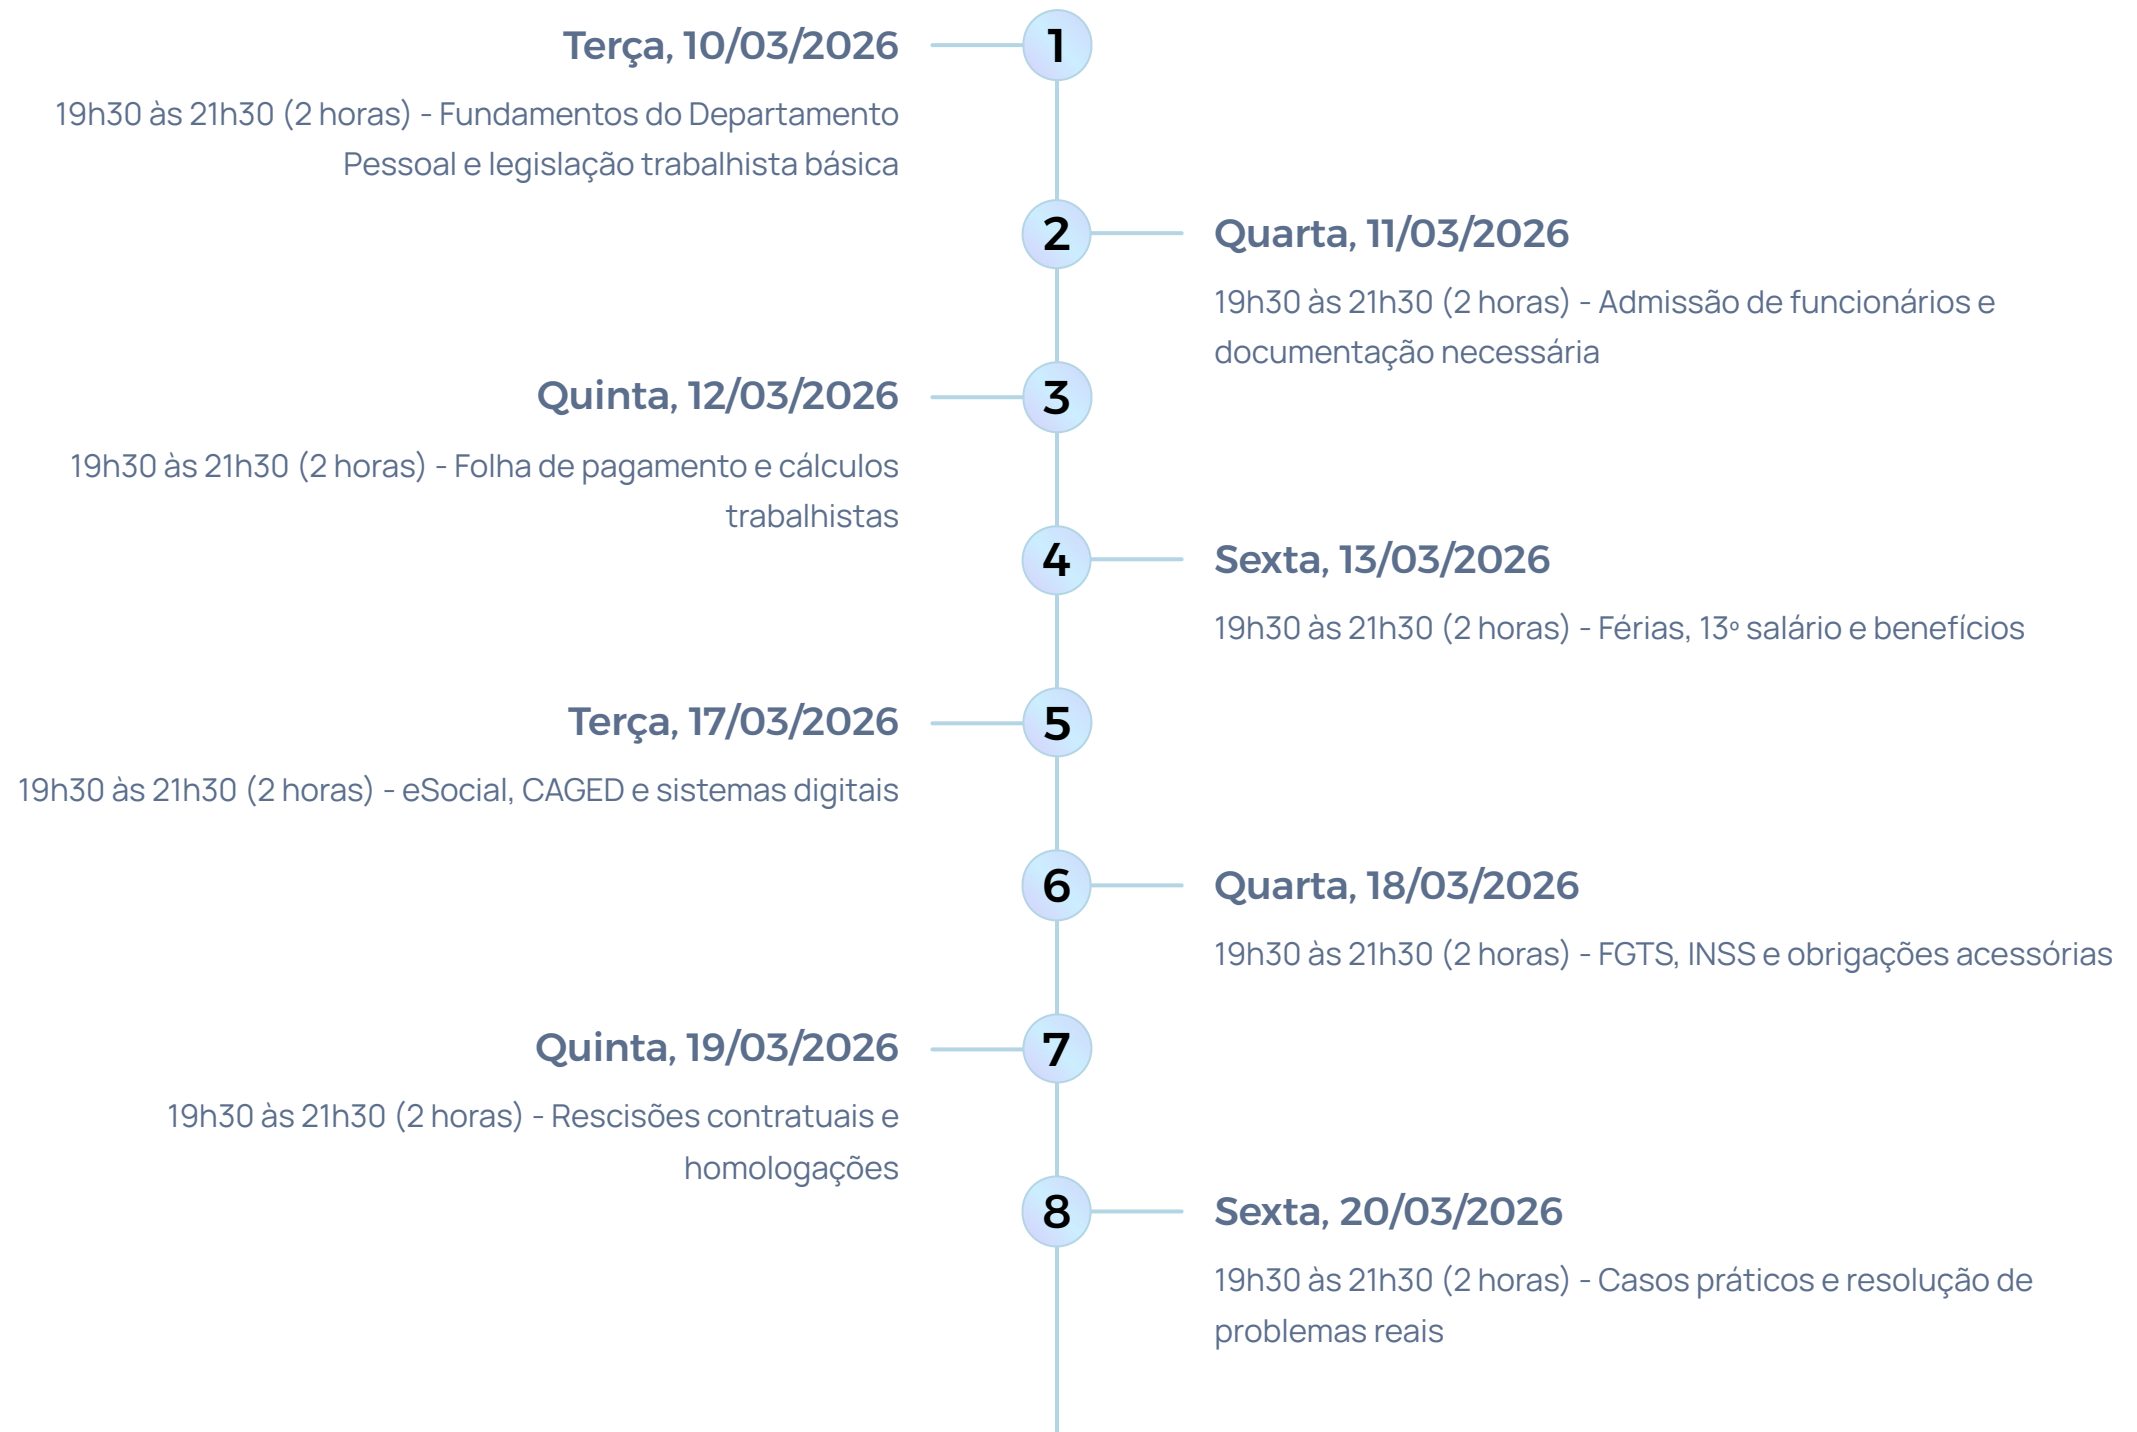 Terça, 10/03/2026
1
19h30 às 21h30 (2 horas) - Fundamentos do Departamento
Pessoal e legislação trabalhista básica
2
Quarta, 11/03/2026
19h30 às 21h30 (2 horas) - Admissão de funcionários e
documentação necessária
Quinta, 12/03/2026
3
19h30 às 21h30 (2 horas) - Folha de pagamento e cálculos
trabalhistas
4
Sexta, 13/03/2026
19h30 às 21h30 (2 horas) - Férias, 13º salário e benefícios
Terça, 17/03/2026
5
19h30 às 21h30 (2 horas) - eSocial, CAGED e sistemas digitais
6
Quarta, 18/03/2026
19h30 às 21h30 (2 horas) - FGTS, INSS e obrigações acessórias
Quinta, 19/03/2026
7
19h30 às 21h30 (2 horas) - Rescisões contratuais e
homologações
8
Sexta, 20/03/2026
19h30 às 21h30 (2 horas) - Casos práticos e resolução de
problemas reais